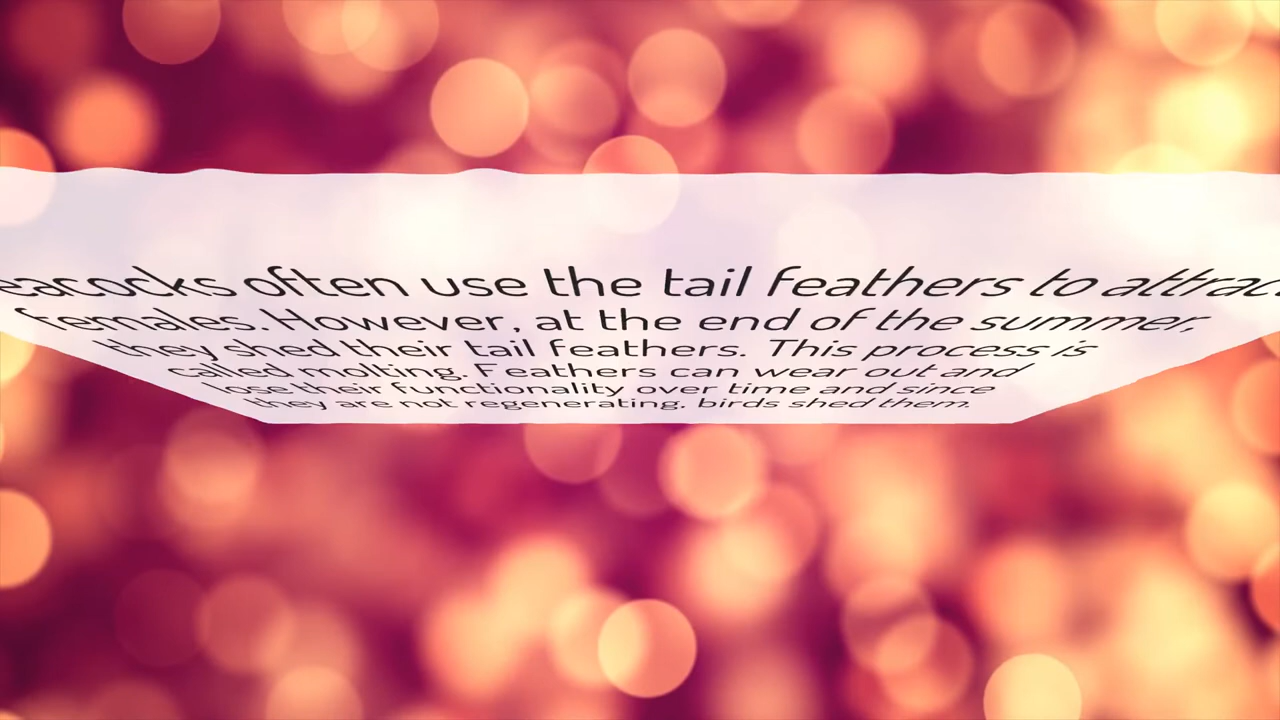 eacocks often use the tail feathers to attrac
females. However, at the end of the summer,
they shed their tail feathers. This process is
called molting. Feathers can wear out and
lose their functionality over time and since
they are not regenerating, birds shed them.